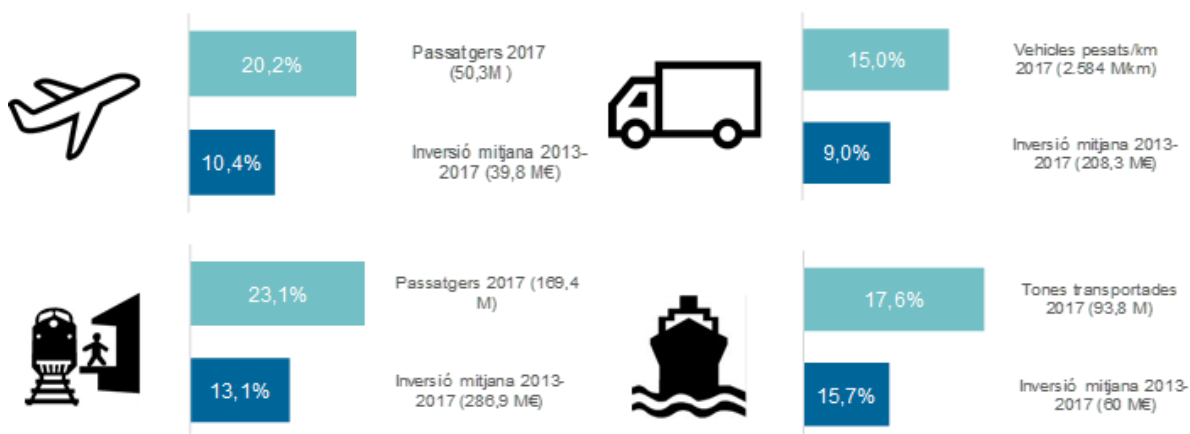 20,2%
Passatgers 2017
(50,3M )
10,4%
Inversió mitjana 2013-
2017 (39,8 M€)
15,0%
Vehicles pesats/km
2017 (2.584 M/km)
9,0%
Inversió mitjana 2013-
2017 (208,3 M€)
23,1%
Passatgers 2017 (169,4
M)
13,1%
Inversió mitjana 2013-
2017 (286,9 M€)
17,6%
Tones transportades
2017 (93,8 M)
15,7%
Inversió mitjana 2013-
2017 (60 M€)